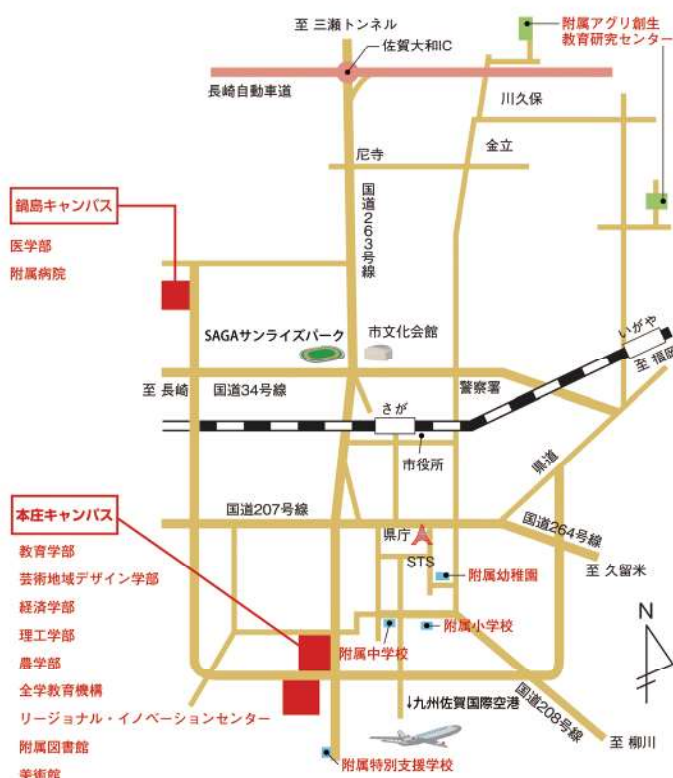 至 三瀬トンネル
佐賀大和IC
附属アグリ創生
教育研究センター
長崎自動車道
川久保
金立
尼寺
国道263号線
鍋島キャンパス
医学部
附属病院
SAGAサンライズパーク
市文化会館
いがや
至 福岡
至 長崎
国道34号線
警察署
さが
市役所
県道
本庄キャンパス
国道207号線
県庁
STS
国道264号線
至 久留米
教育学部
芸術地域デザイン学部
経済学部
理工学部
農学部
全学教育機構
リージョナル・イノベーションセンター
附属図書館
美術館
附属幼稚園
附属小学校
附属中学校
N
↓九州佐賀国際空港
国道208号線
至 柳川
附属特別支援学校